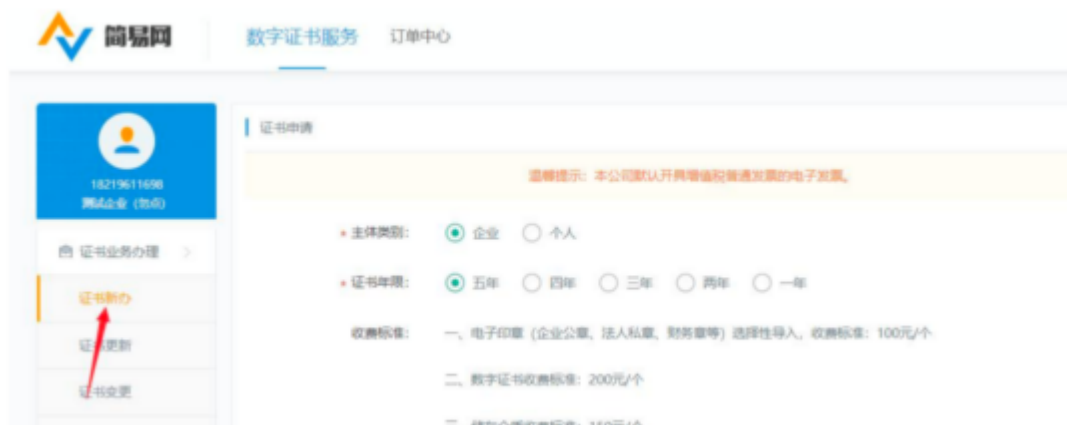 简易网
数字证书服务 订单中心
18219611698
测试企业（勿点）
证书申请
温馨提示：本公司默认开具增值税普通发票的电子发票。
* 主体类别： 企业 个人
证书业务办理 >
* 证书年限： 五年 四年 三年 两年 一年
证书新办
收费标准： 一、电子印章（企业公章、法人私章、财务章等）选择性导入，收费标准：100元/个
证书更新
二、数字证书收费标准：200元/个
证书变更